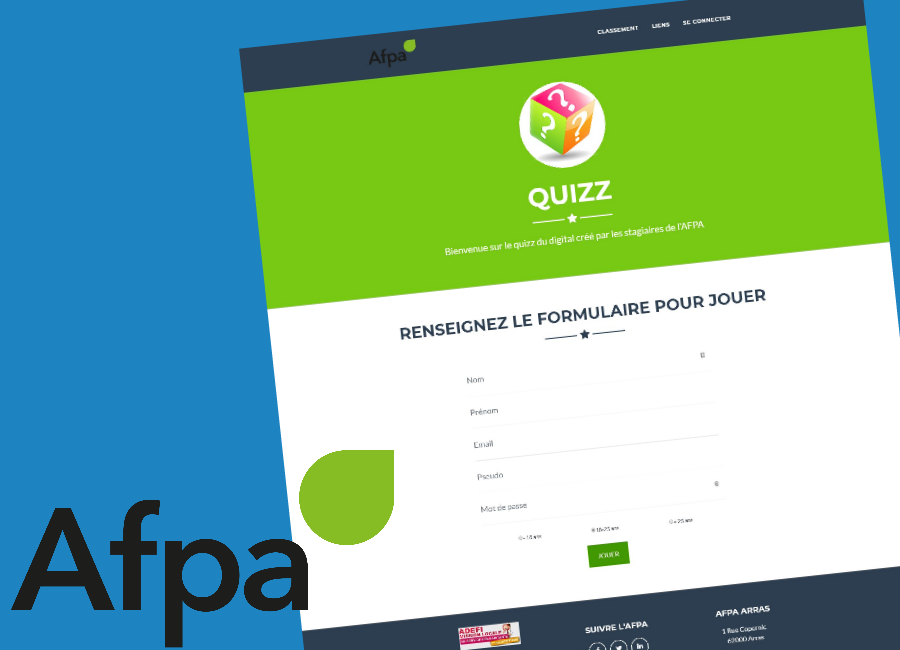 Afpa
CLASSEMENT LIENS SE CONNECTER
QUIZZ
Bienvenue sur le quizz du digital créé par les stagiaires de l'AFPA
RENSEIGNEZ LE FORMULAIRE POUR JOUER
Nom
Prénom
Email
Pseudo
Mot de passe
- 18 ans 18-25 ans + 25 ans
JOUER
Afpa
ADEFI
SUIVRE L'AFPA
AFPA ARRAS
1 Rue Copernic
62000 Arras